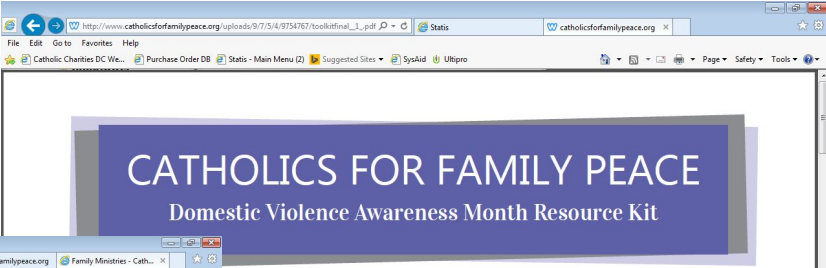 http://www.catholicsforfamilypeace.org/uploads/9/7/5/4/9754767/toolkitfinal_1_.pdf Statis catholicsforfamilypeace.org
File Edit Go to Favorites Help
Catholic Charities DC We... Purchase Order DB Statis - Main Menu (2) Suggested Sites SysAid Ultipro Page Safety Tools
CATHOLICS FOR FAMILY PEACE
Domestic Violence Awareness Month Resource Kit
amilypeace.org Family Ministries - Cath...